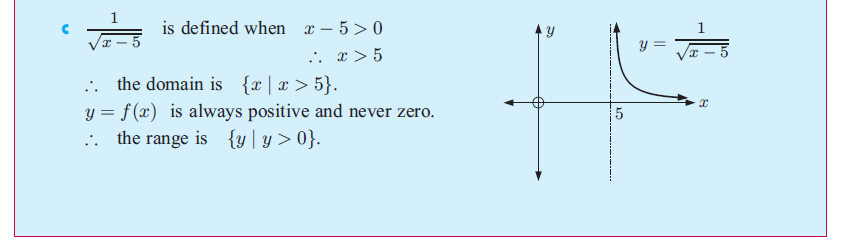 c 1/√(x − 5) is defined when x − 5 > 0
∴ x > 5
∴ the domain is {x | x > 5}.
y = f(x) is always positive and never zero.
∴ the range is {y | y > 0}.
y
y = 1/√(x − 5)
x
5